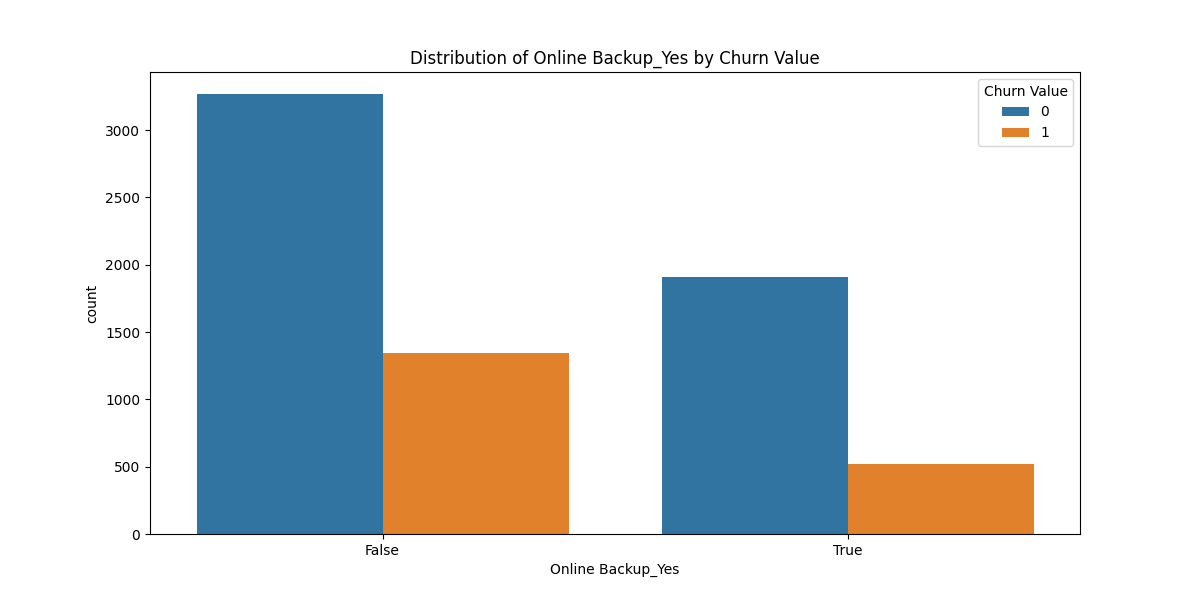 Distribution of Online Backup_Yes by Churn Value
Churn Value
0
1
3000
2500
2000
1500
1000
500
0
count
False
True
Online Backup_Yes